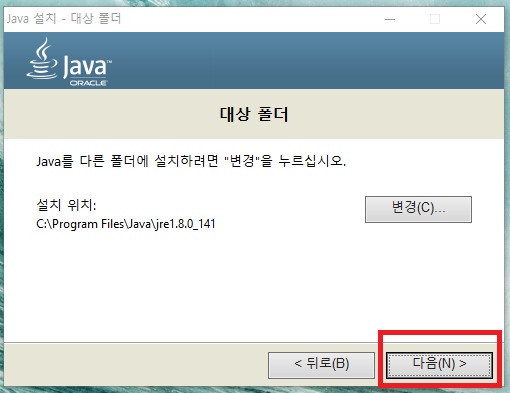 Java 설치 - 대상 폴더
Java™
ORACLE
대상 폴더
Java를 다른 폴더에 설치하려면 "변경"을 누르십시오.
설치 위치:
변경(C)...
C:\Program Files\Java\jre1.8.0_141
< 뒤로(B)
다음(N) >